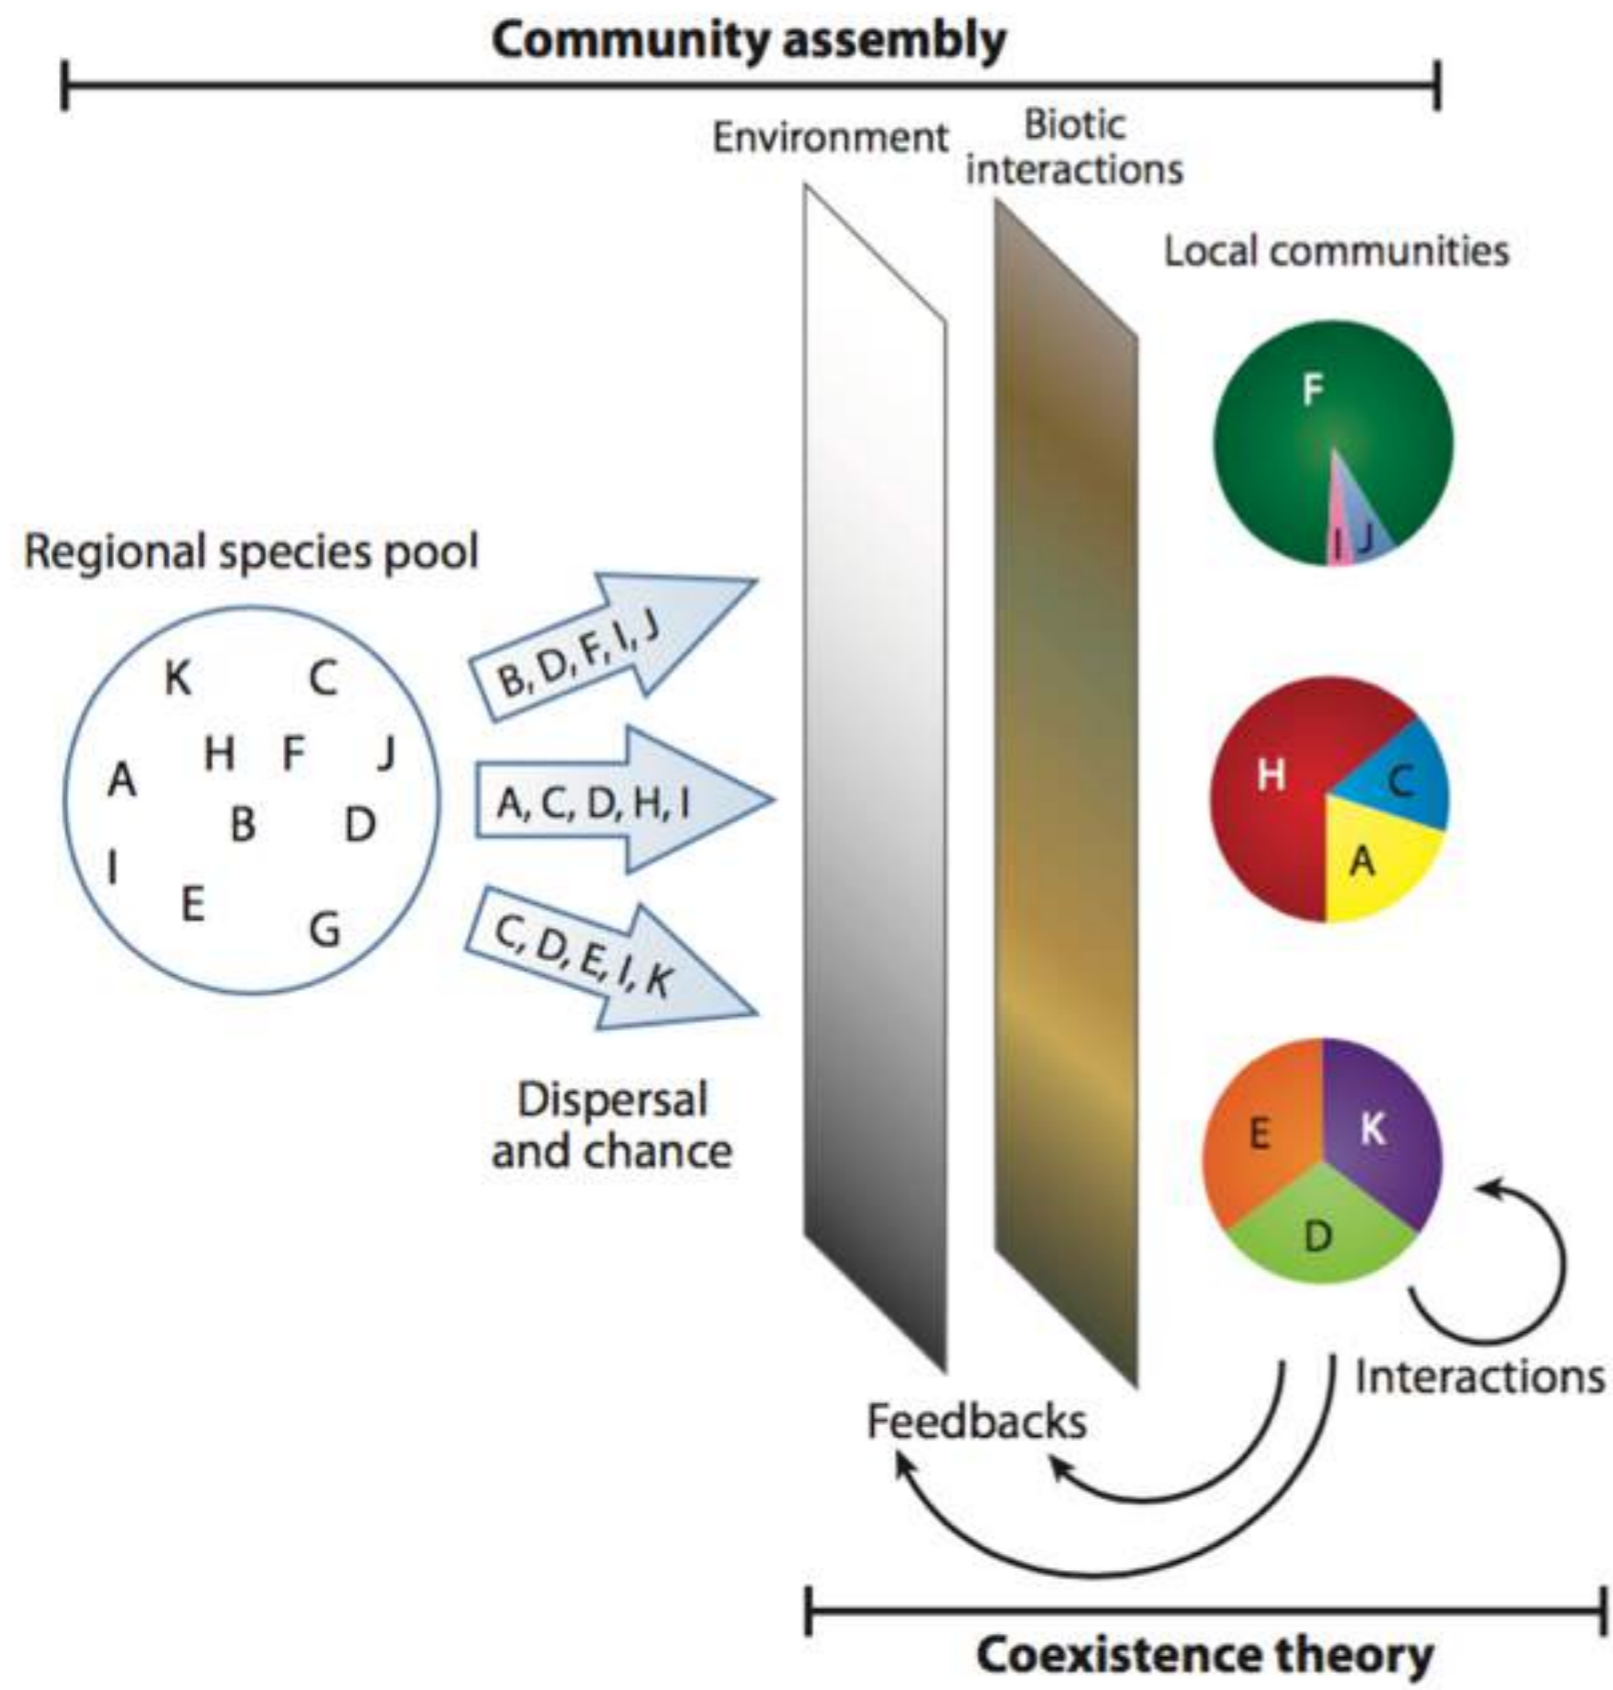 Community assembly
Environment
Biotic
interactions
Local communities
F
I J
Regional species pool
B, D, F, I, J
K C
H F J
A
B D
I
E
G
A, C, D, H, I
H C
A
C, D, E, I, K
Dispersal
and chance
E K
D
Interactions
Feedbacks
Coexistence theory